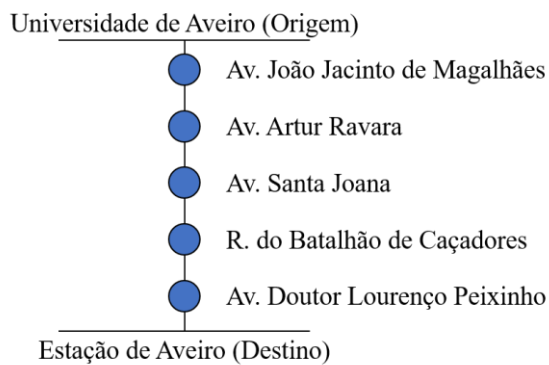 Universidade de Aveiro (Origem)
Av. João Jacinto de Magalhães
Av. Artur Ravara
Av. Santa Joana
R. do Batalhão de Caçadores
Av. Doutor Lourenço Peixinho
Estação de Aveiro (Destino)